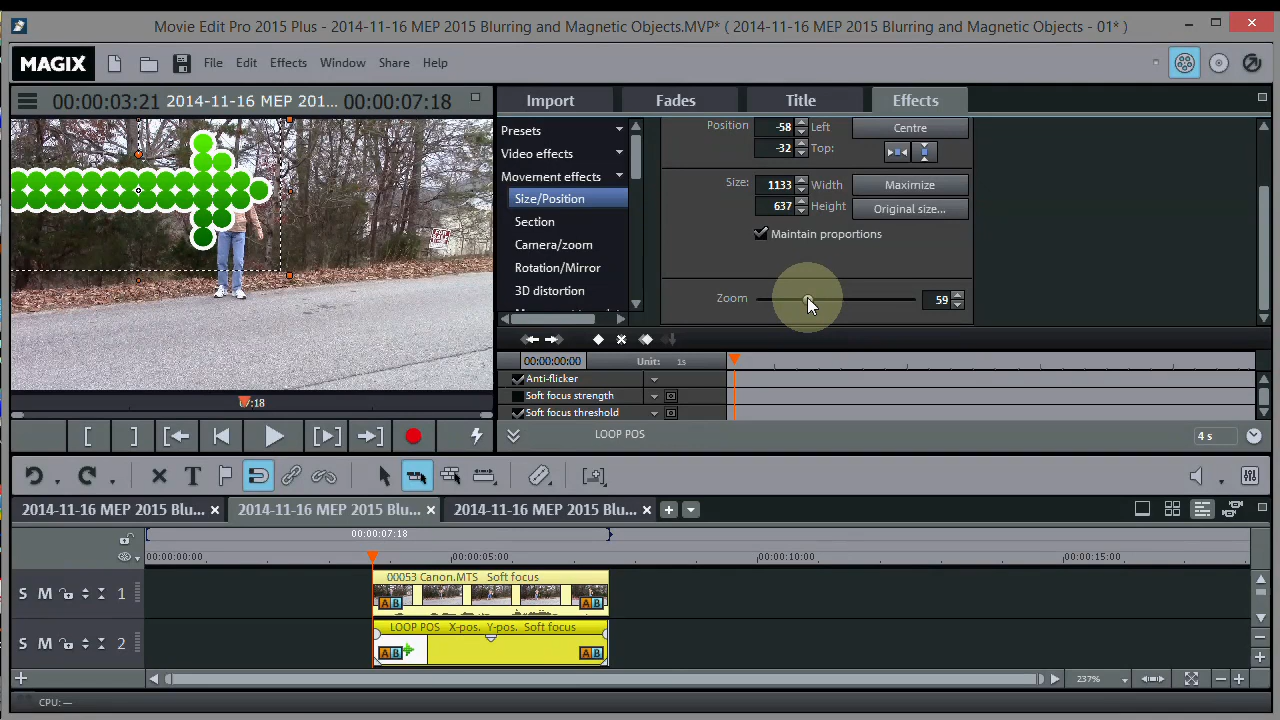 Movie Edit Pro 2015 Plus - 2014-11-16 MEP 2015 Blurring and Magnetic Objects.MVP* ( 2014-11-16 MEP 2015 Blurring and Magnetic Objects - 01* )
MAGIX File Edit Effects Window Share Help
00:00:03:21 2014-11-16 MEP 201... 00:00:07:18
Import Fades Title Effects
Presets
Video effects
Movement effects
Size/Position
Section
Camera/zoom
Rotation/Mirror
3D distortion
Position -58 Left Centre
-32 Top:
Size: 1133 Width Maximize
637 Height Original size...
Maintain proportions
Zoom 59
00:00:00:00 Unit: 1s
Anti-flicker
Soft focus strength
Soft focus threshold
07:18
LOOP POS 4 s
2014-11-16 MEP 2015 Blu... 2014-11-16 MEP 2015 Blu... 2014-11-16 MEP 2015 Blu...
00:00:07:18
00:00:00:00 00:00:05:00 00:00:10:00 00:00:15:00
00053 Canon.MTS Soft focus
S M 1
A B A B
LOOP POS X-pos. Y-pos. Soft focus
S M 2
A B A B
237%
CPU: —